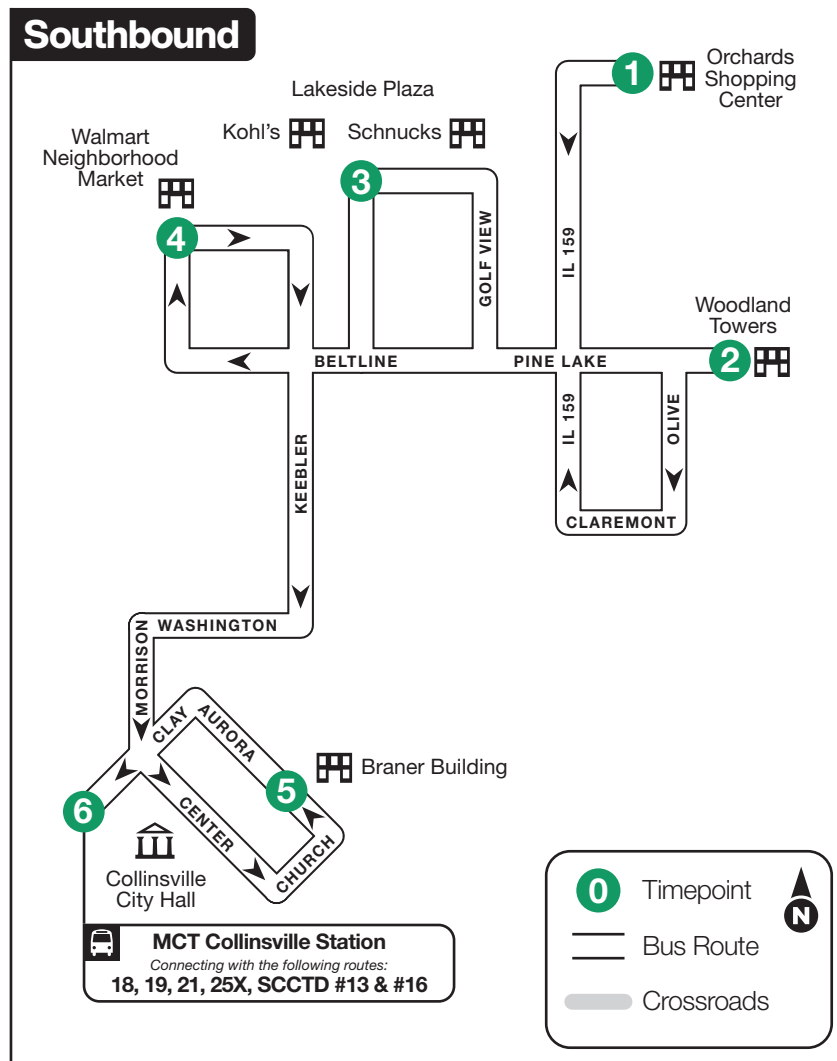 Southbound
1
Orchards
Shopping
Center
Lakeside Plaza
Kohl's
Schnucks
Walmart
Neighborhood
Market
3
4
GOLF VIEW
IL 159
Woodland
Towers
2
BELTLINE
PINE LAKE
IL 159
OLIVE
KEEBLER
CLAREMONT
WASHINGTON
MORRISON
CLAY
AURORA
5
Braner Building
6
CENTER
CHURCH
Collinsville
City Hall
MCT Collinsville Station
Connecting with the following routes:
18, 19, 21, 25X, SCCTD #13 & #16
0
Timepoint
N
Bus Route
Crossroads